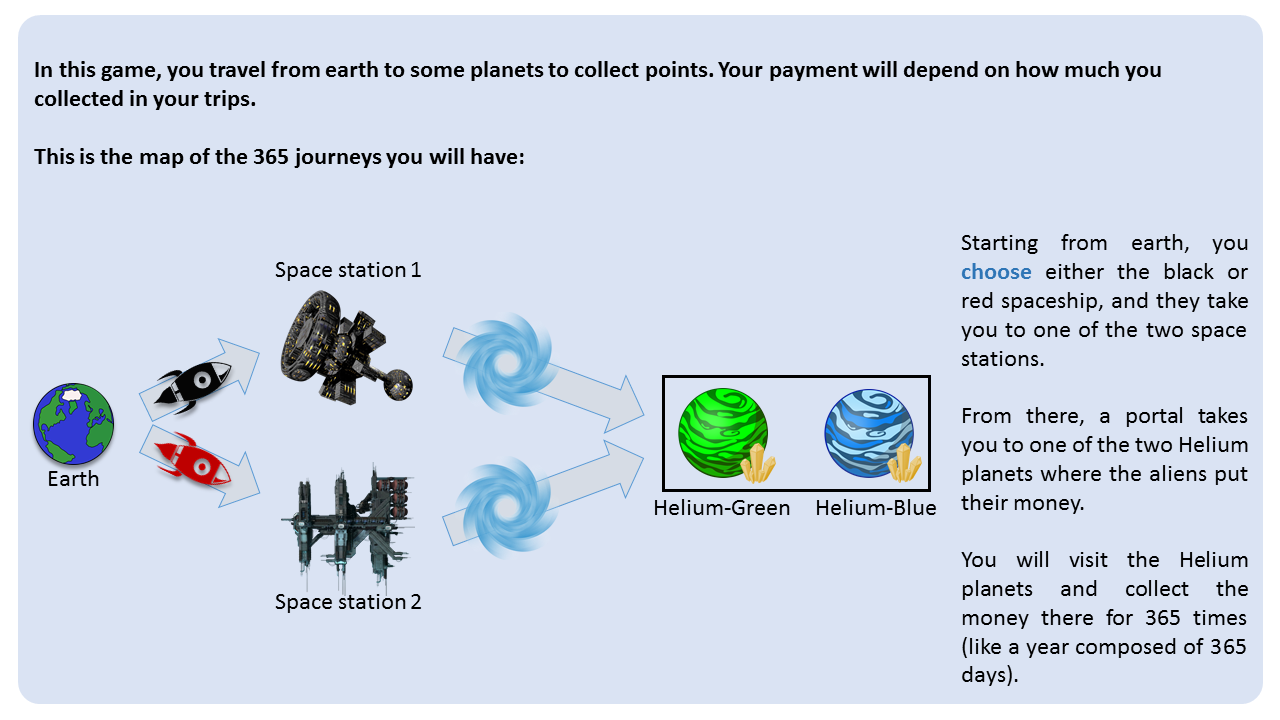 In this game, you travel from earth to some planets to collect points. Your payment will depend on how much you
collected in your trips.
This is the map of the 365 journeys you will have:
Space station 1
Earth
Space station 2
Helium-Green
Helium-Blue
Starting from earth, you
choose either the black or
red spaceship, and they take
you to one of the two space
stations.
From there, a portal takes
you to one of the two Helium
planets where the aliens put
their money.
You will visit the Helium
planets and collect the
money there for 365 times
(like a year composed of 365
days).